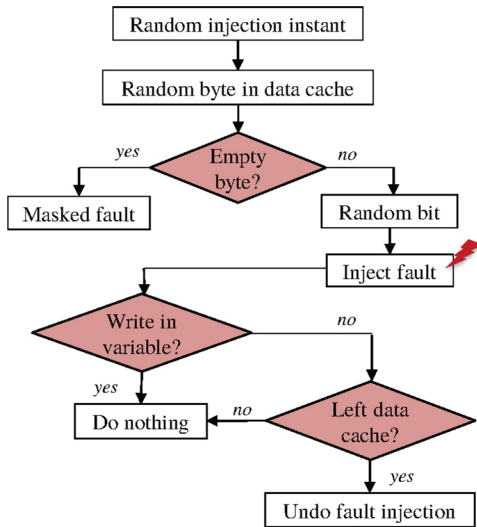 Random injection instant
Random byte in data cache
yes
Empty
byte?
no
Masked fault
Random bit
Inject fault
Write in
variable?
no
yes
Do nothing
no
Left data
cache?
yes
Undo fault injection